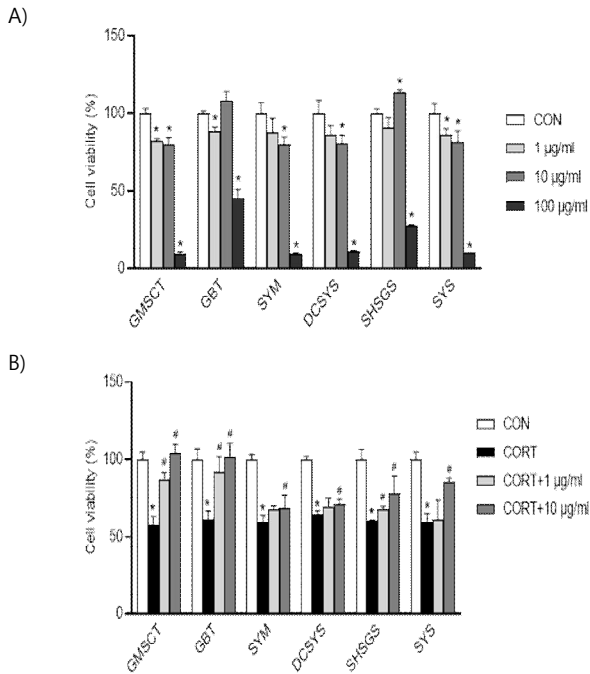 A)
150
100
50
0
Cell viability (%)
* * * * * * * * * * * * * * *
GMSCT GBT SYM DCSYS SHSGS SYS
CON
1 µg/ml
10 µg/ml
100 µg/ml
B)
150
100
50
0
Cell viability (%)
* # # * # # * # * # * # # * #
GMSCT GBT SYM DCSYS SHSGS SYS
CON
CORT
CORT+1 µg/ml
CORT+10 µg/ml